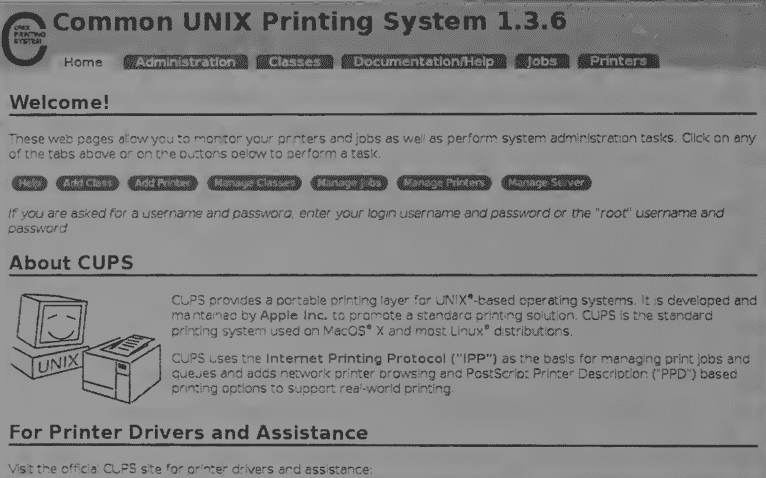 UNIX
PRINTING
SYSTEM
Common UNIX Printing System 1.3.6
Home Administration Classes Documentation/Help Jobs Printers
Welcome!
These web pages allow you to monitor your printers and jobs as well as perform system administration tasks. Click on any
of the tabs above or on the buttons below to perform a task.
Help Add Class Add Printer Manage Classes Manage Jobs Manage Printers Manage Server
If you are asked for a username and password, enter your login username and password or the "root" username and
password
About CUPS
UNIX
CUPS provides a portable printing layer for UNIX®-based operating systems. It is developed and
maintained by Apple Inc. to promote a standard printing solution. CUPS is the standard
printing system used on MacOS® X and most Linux® distributions.
CUPS uses the Internet Printing Protocol ("IPP") as the basis for managing print jobs and
queues and adds network printer browsing and PostScript Printer Description ("PPD") based
printing options to support real-world printing.
For Printer Drivers and Assistance
Visit the official CUPS site for printer drivers and assistance: